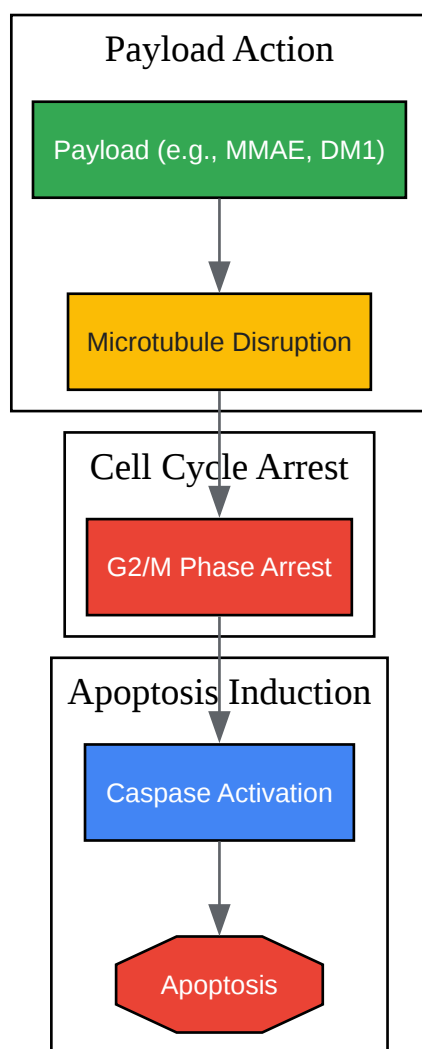 Payload Action
Payload (e.g., MMAE, DM1)
Microtubule Disruption
Cell Cycle Arrest
G2/M Phase Arrest
Apoptosis Induction
Caspase Activation
Apoptosis